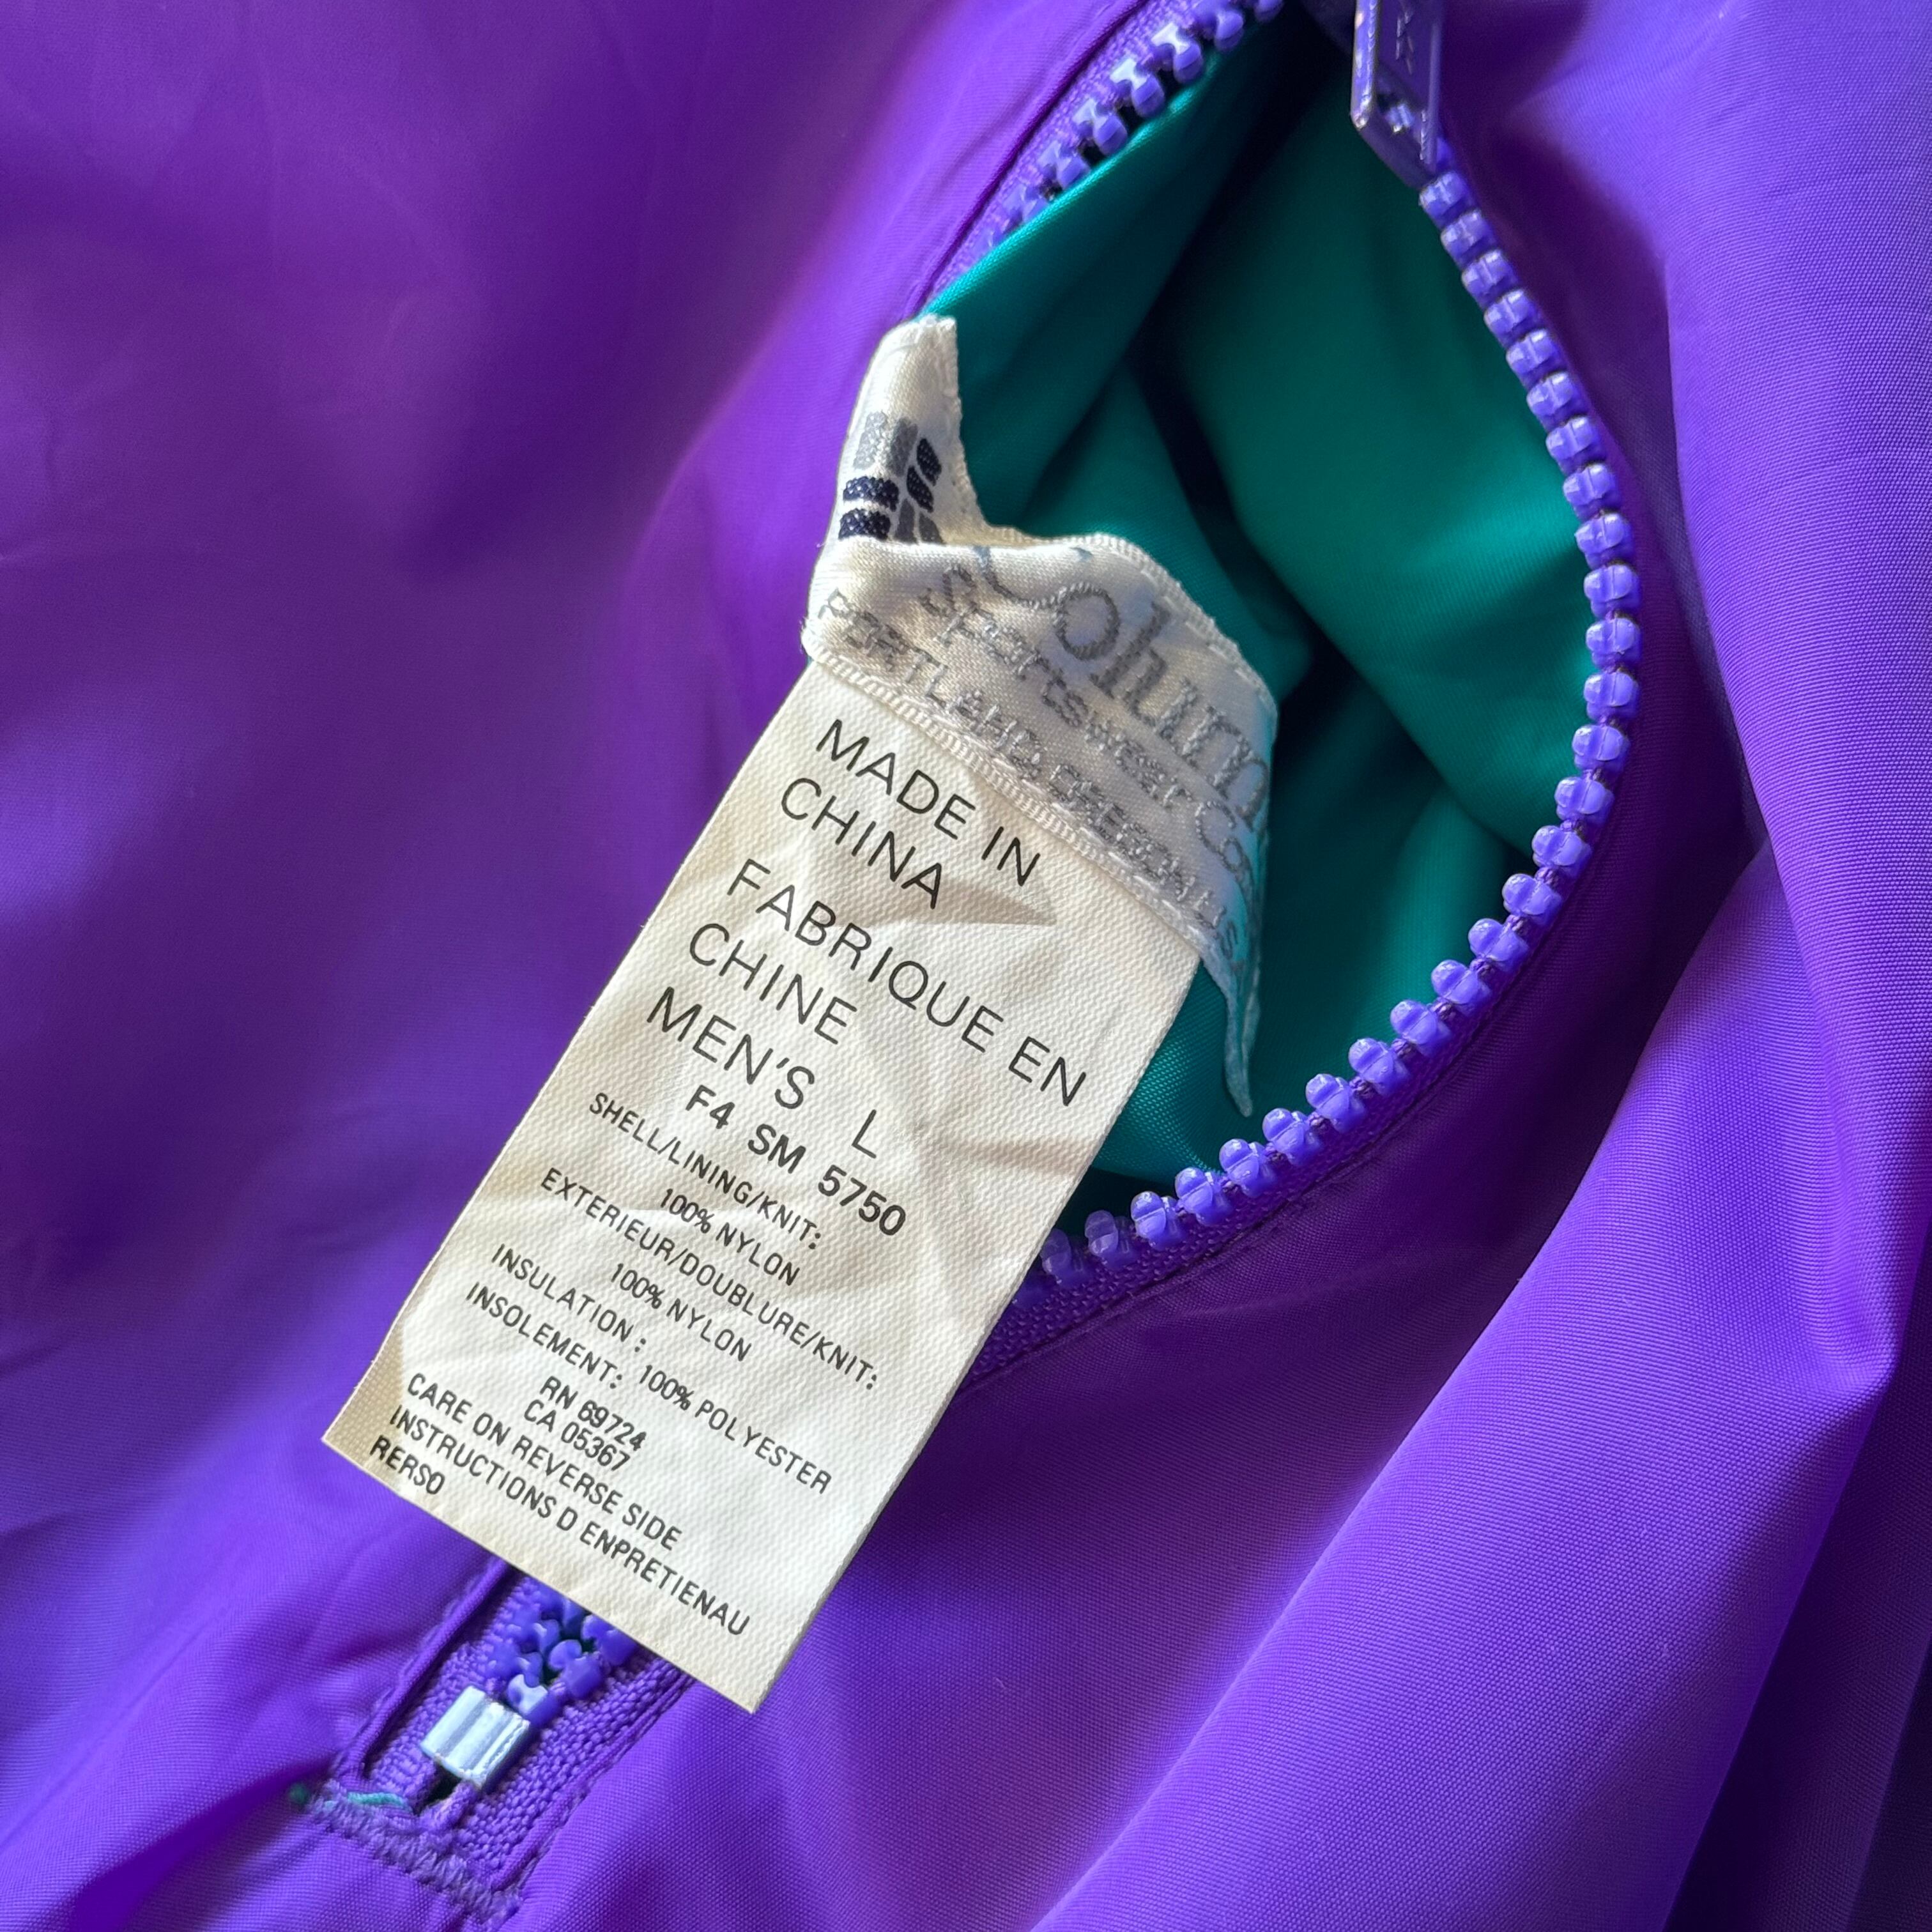 Colum
Sportswear Co
PORTLAND, OREGON U.S.
MADE IN
CHINA
FABRIQUE EN
CHINE
MEN'S L
F4 SM 5750
SHELL/LINING/KNIT:
100% NYLON
EXTERIEUR/DOUBLURE/KNIT:
100% NYLON
INSULATION:
INSOLEMENT: 100% POLYESTER
RN 69724
CA 05367
CARE ON REVERSE SIDE
INSTRUCTIONS D ENPRETIENAU
RERSO